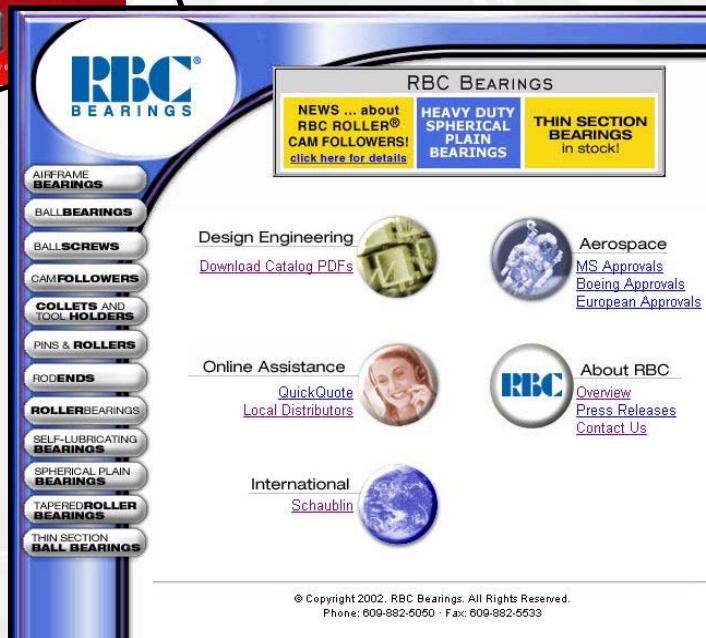 RBC®
BEARINGS
RBC BEARINGS
NEWS ... about
RBC ROLLER®
CAM FOLLOWERS!
click here for details
HEAVY DUTY
SPHERICAL
PLAIN
BEARINGS
THIN SECTION
BEARINGS
in stock!
AIRFRAME
BEARINGS
BALLBEARINGS
BALLSCREWS
CAMFOLLOWERS
COLLETS AND
TOOL HOLDERS
PINS & ROLLERS
RODENDS
ROLLERBEARINGS
SELF-LUBRICATING
BEARINGS
SPHERICAL PLAIN
BEARINGS
TAPEREDROLLER
BEARINGS
THIN SECTION
BALL BEARINGS
Design Engineering
Download Catalog PDFs
Aerospace
MS Approvals
Boeing Approvals
European Approvals
Online Assistance
QuickQuote
Local Distributors
RBC
About RBC
Overview
Press Releases
Contact Us
International
Schaublin
© Copyright 2002. RBC Bearings. All Rights Reserved.
Phone: 609-882-5050 · Fax: 609-882-5533